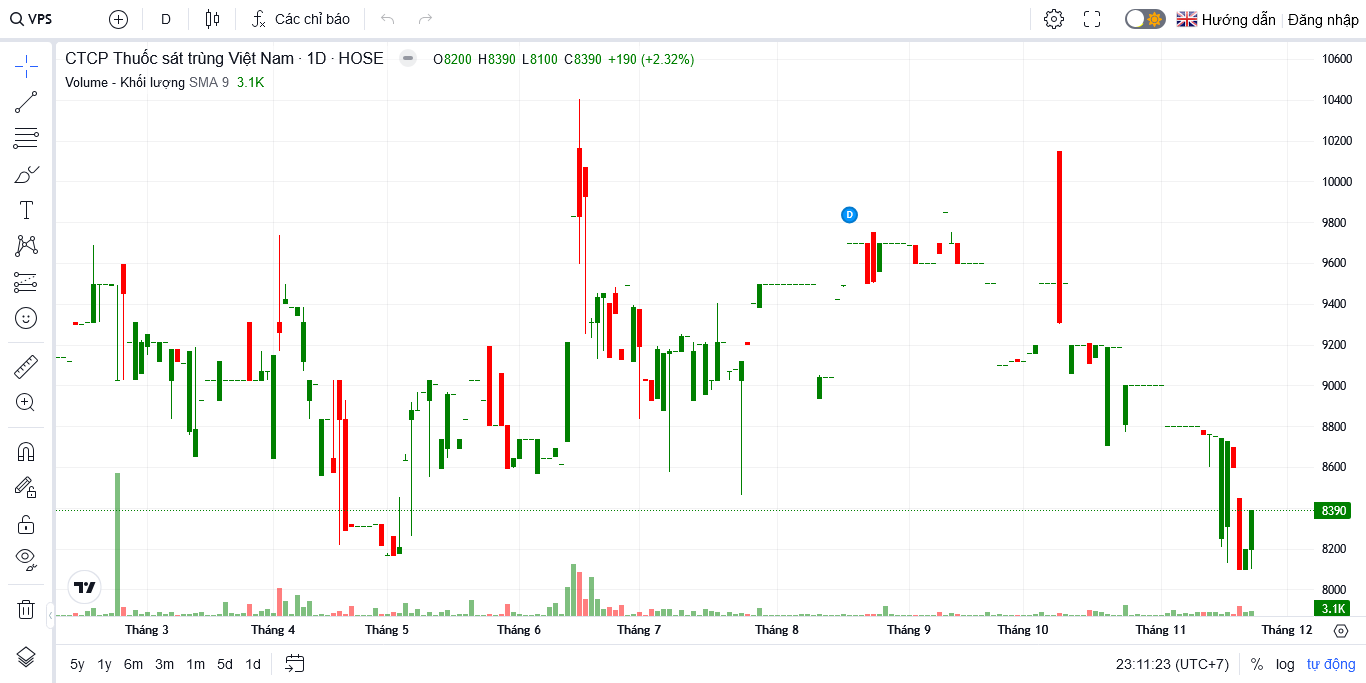 VPS D Các chỉ báo Hướng dẫn Đăng nhập
CTCP Thuốc sát trùng Việt Nam · 1D · HOSE O8200 H8390 L8100 C8390 +190 (+2.32%)
Volume - Khối lượng SMA 9 3.1K
10600
10400
10200
10000
9800
9600
9400
9200
9000
8800
8600
8390
8200
8000
3.1K
D
Tháng 3 Tháng 4 Tháng 5 Tháng 6 Tháng 7 Tháng 8 Tháng 9 Tháng 10 Tháng 11 Tháng 12
5y 1y 6m 3m 1m 5d 1d 23:11:23 (UTC+7) % log tự động